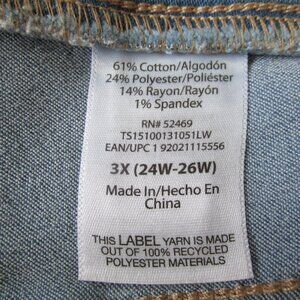 61% Cotton/Algodón
24% Polyester/Poliéster
14% Rayon/Rayón
1% Spandex
RN# 52469
TS15100131051LW
EAN/UPC 1 92021115556
3X (24W-26W)
Made In/Hecho En
China
THIS LABEL YARN IS MADE
OUT OF 100% RECYCLED
POLYESTER MATERIALS